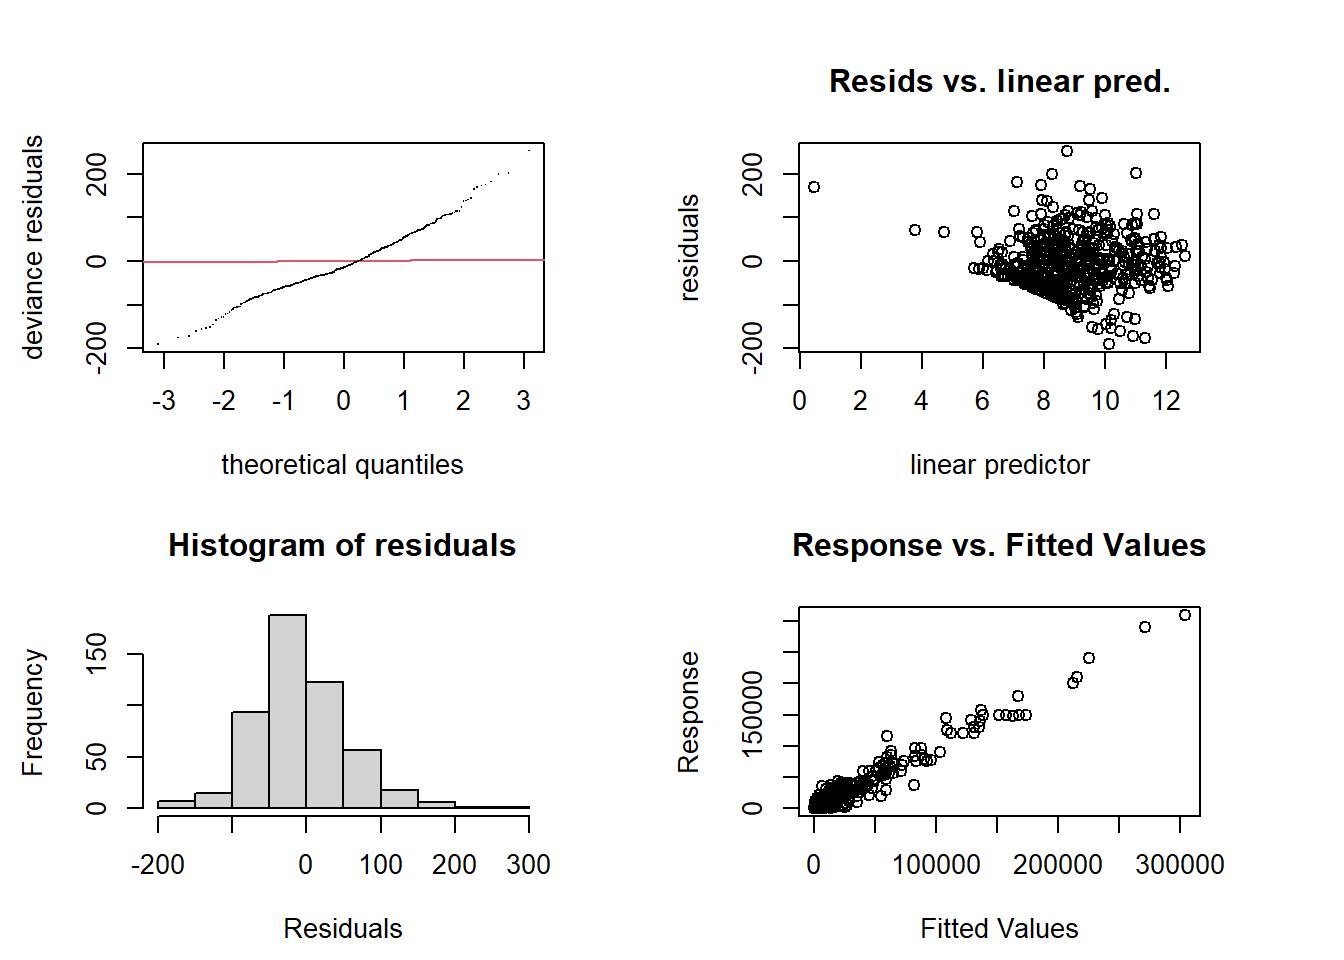 deviance residuals
-200 0 200
-3 -2 -1 0 1 2 3
theoretical quantiles
Resids vs. linear pred.
residuals
-200 0 200
0 2 4 6 8 10 12
linear predictor
Histogram of residuals
Frequency
0 50 150
-200 0 100 200 300
Residuals
Response vs. Fitted Values
Response
0 150000
0 100000 200000 300000
Fitted Values